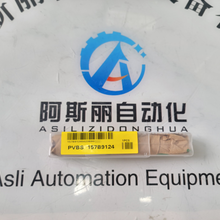 阿斯丽自动化
ASILIZIDONGHUA
PVB3 15789124
Asli Automation Equipment